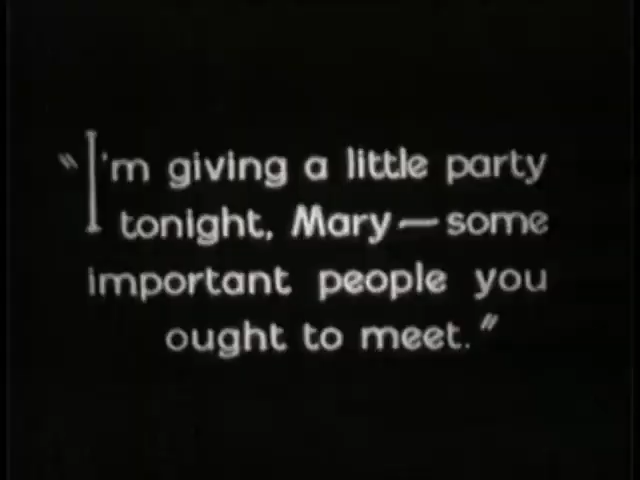 "I'm giving a little party
tonight, Mary—some
important people you
ought to meet."